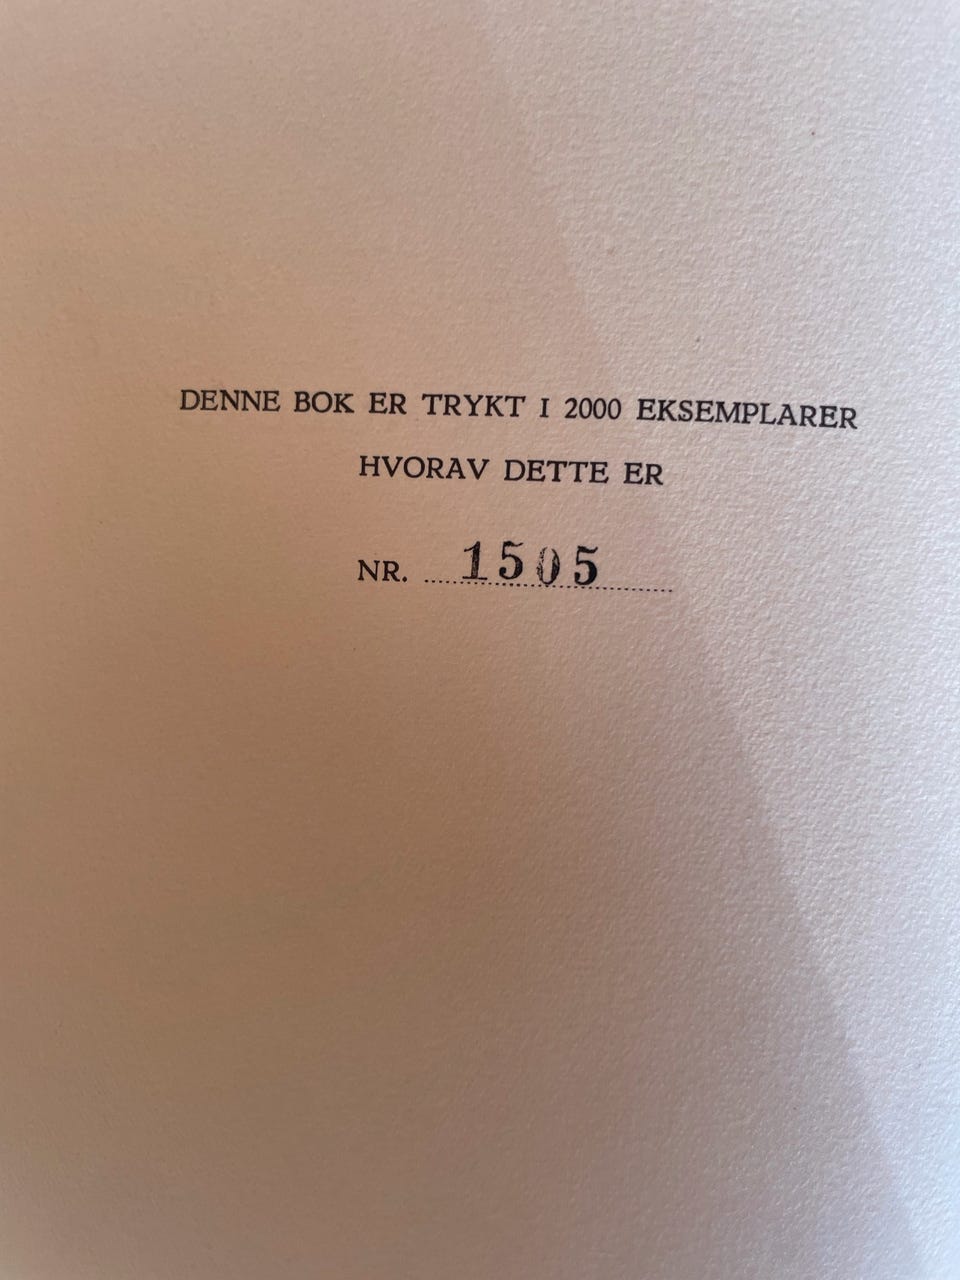 DENNE BOK ER TRYKT I 2000 EKSEMPLARER
HVORAV DETTE ER
NR. 1505